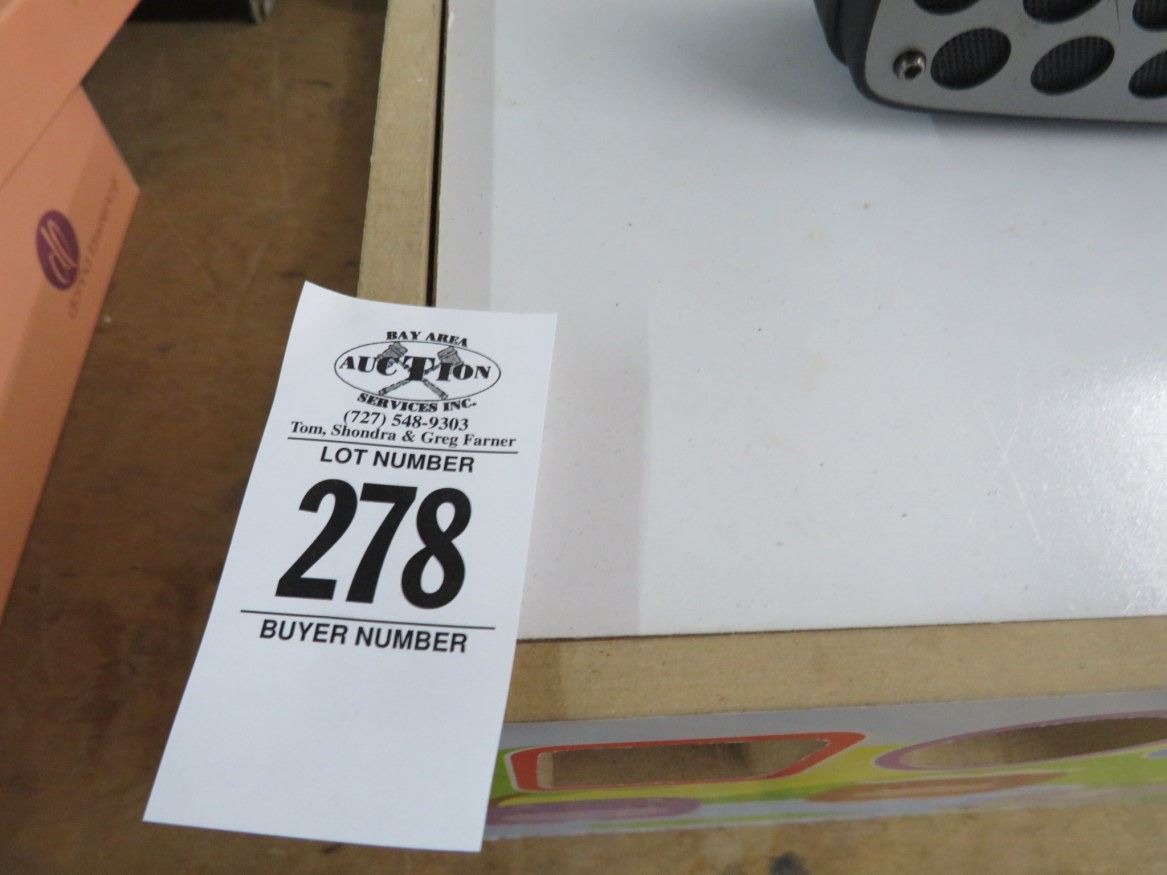 BAY AREA
AUCTION
SERVICES INC.
(727) 548-9303
Tom, Shondra & Greg Farner
LOT NUMBER
278
BUYER NUMBER